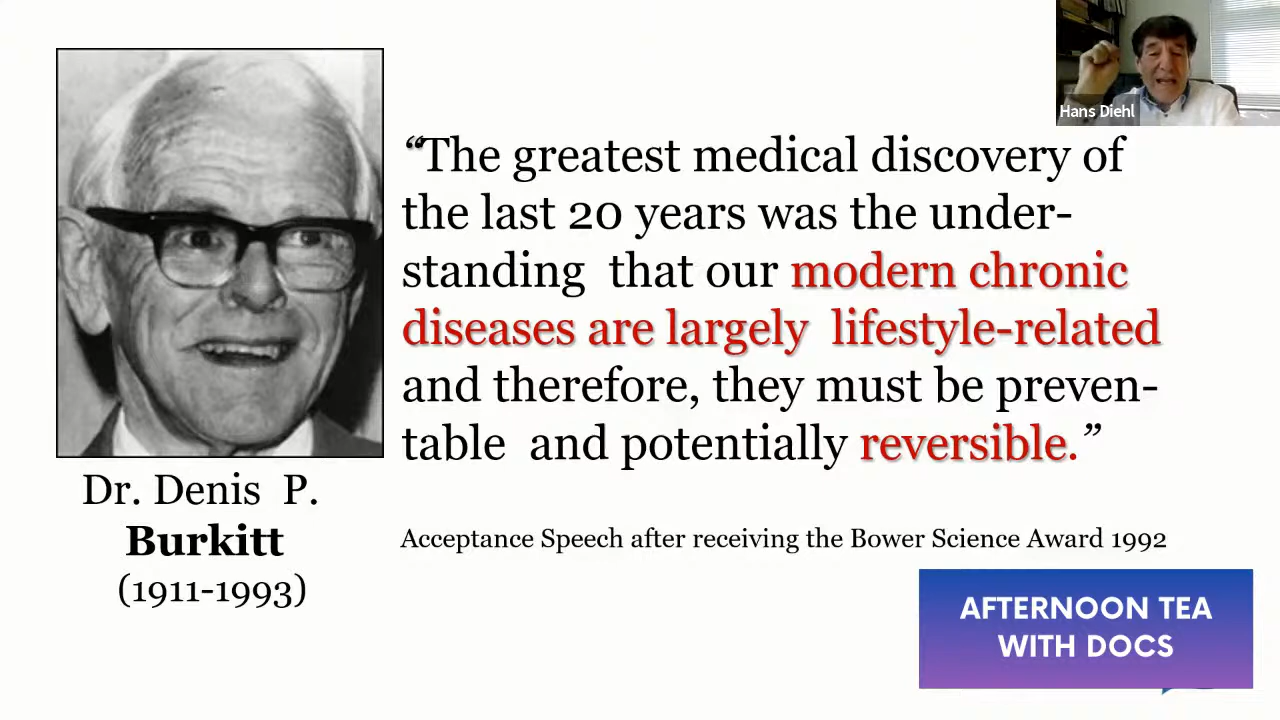 Hans Diehl
“The greatest medical discovery of
the last 20 years was the under-
standing that our modern chronic
diseases are largely lifestyle-related
and therefore, they must be preven-
table and potentially reversible.”
Dr. Denis P.
Burkitt
(1911-1993)
Acceptance Speech after receiving the Bower Science Award 1992
AFTERNOON TEA
WITH DOCS